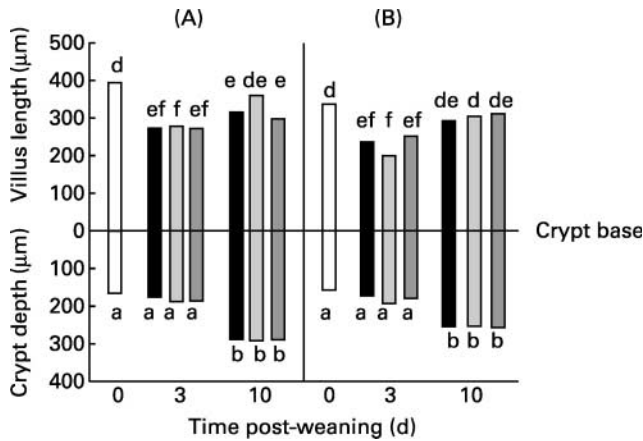 (A) (B)
Villus length (µm)
Crypt depth (µm)
500
400
300
200
100
0
100
200
300
400
d ef f ef e de e
d ef f ef de d de
a a a a b b b
a a a a b b b
Crypt base
0 3 10 0 3 10
Time post-weaning (d)